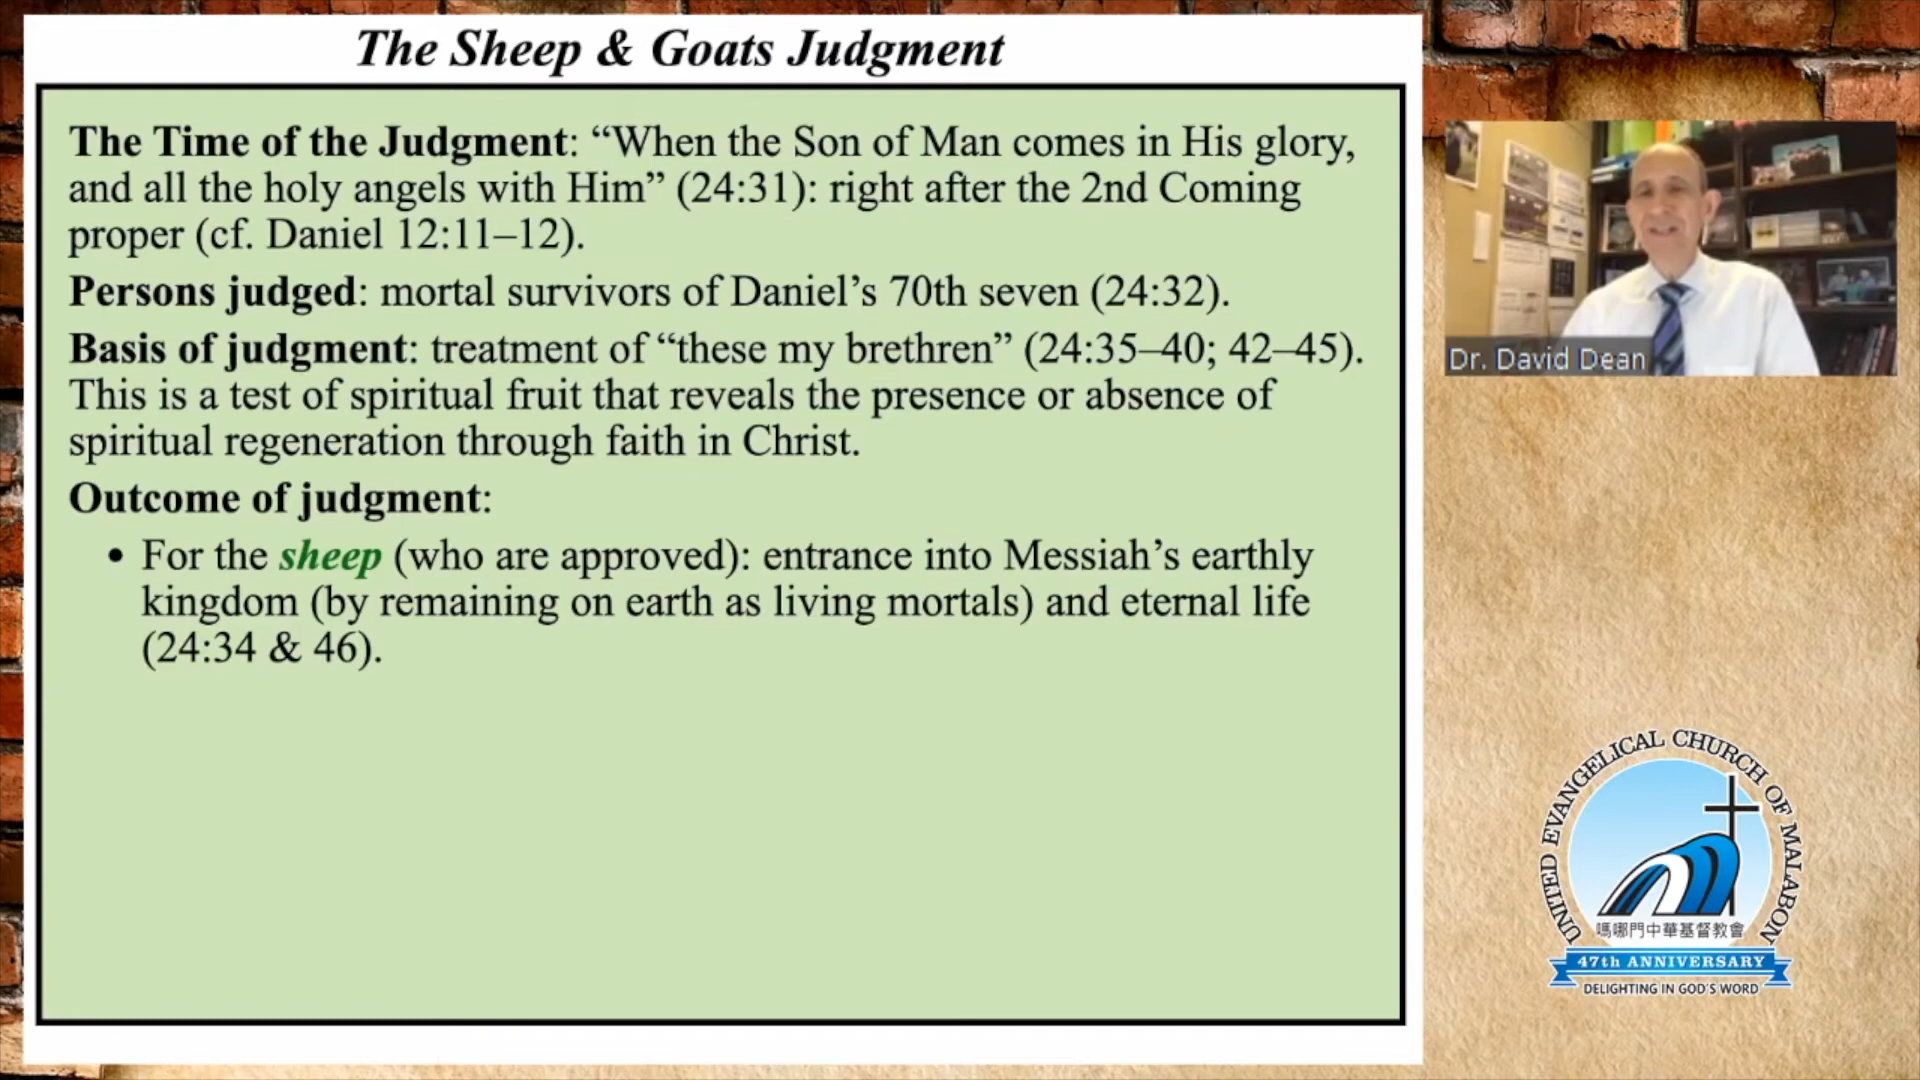 The Sheep & Goats Judgment
The Time of the Judgment: “When the Son of Man comes in His glory,
and all the holy angels with Him” (24:31): right after the 2nd Coming
proper (cf. Daniel 12:11–12).
Persons judged: mortal survivors of Daniel’s 70th seven (24:32).
Basis of judgment: treatment of “these my brethren” (24:35–40; 42–45).
This is a test of spiritual fruit that reveals the presence or absence of
spiritual regeneration through faith in Christ.
Outcome of judgment:
• For the sheep (who are approved): entrance into Messiah’s earthly
kingdom (by remaining on earth as living mortals) and eternal life
(24:34 & 46).
Dr. David Dean
UNITED EVANGELICAL CHURCH OF MALABON
嗎哪門中華基督教會
47th ANNIVERSARY
DELIGHTING IN GOD'S WORD